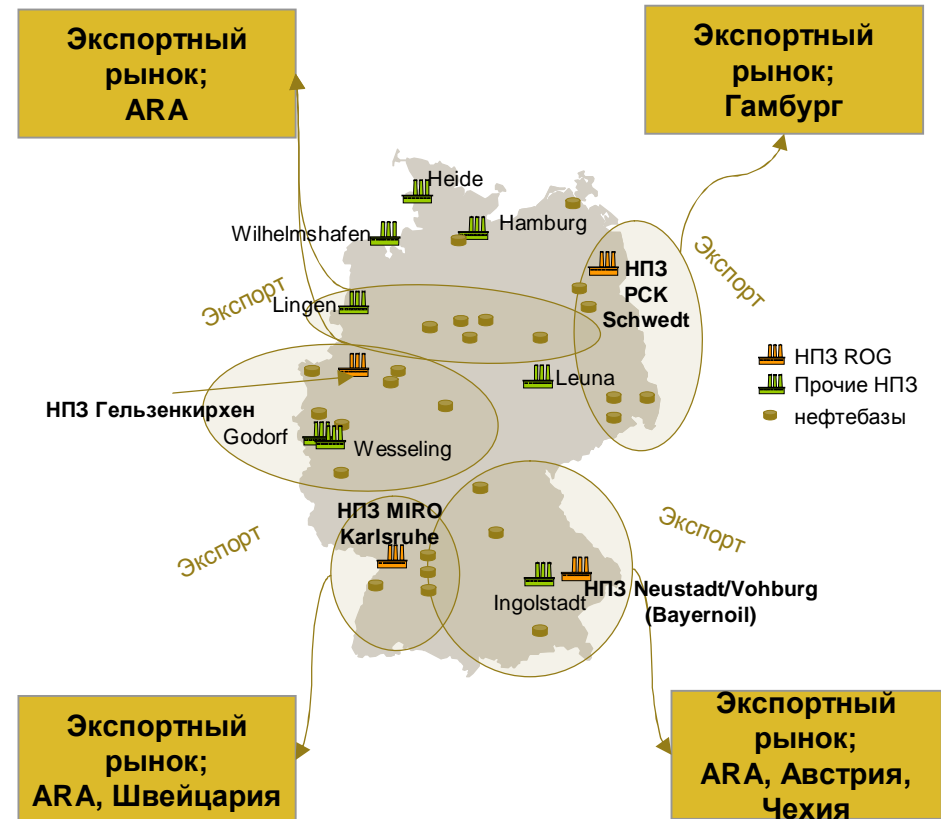 Экспортный
рынок;
ARA
Экспортный
рынок;
Гамбург
Heide
Wilhelmshafen
Hamburg
Экспорт
Экспорт
Lingen
НПЗ
PCK
Schwedt
НПЗ ROG
Прочие НПЗ
нефтебазы
Leuna
НПЗ Гельзенкирхен
Godorf
Wesseling
НПЗ MIRO
Karlsruhe
Экспорт
Экспорт
Ingolstadt
НПЗ Neustadt/Vohburg
(Bayernoil)
Экспортный
рынок;
ARA, Швейцария
Экспортный
рынок;
ARA, Австрия,
Чехия